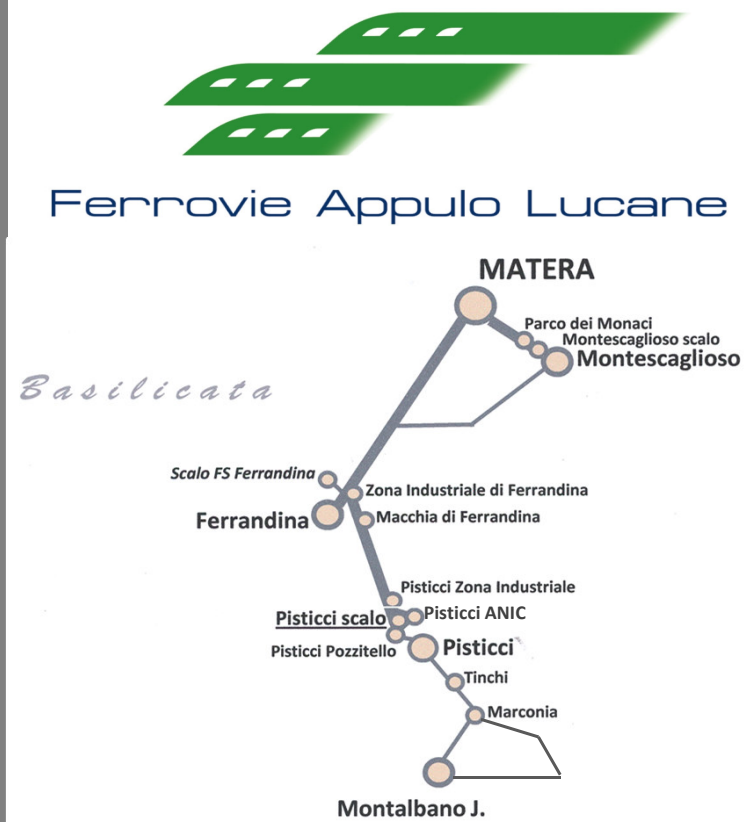 Ferrovie Appulo Lucane
MATERA
Parco dei Monaci
Montescaglioso scalo
Montescaglioso
Basilicata
Scalo FS Ferrandina
Zona Industriale di Ferrandina
Ferrandina
Macchia di Ferrandina
Pisticci Zona Industriale
Pisticci scalo
Pisticci ANIC
Pisticci Pozzitello
Pisticci
Tinchi
Marconia
Montalbano J.